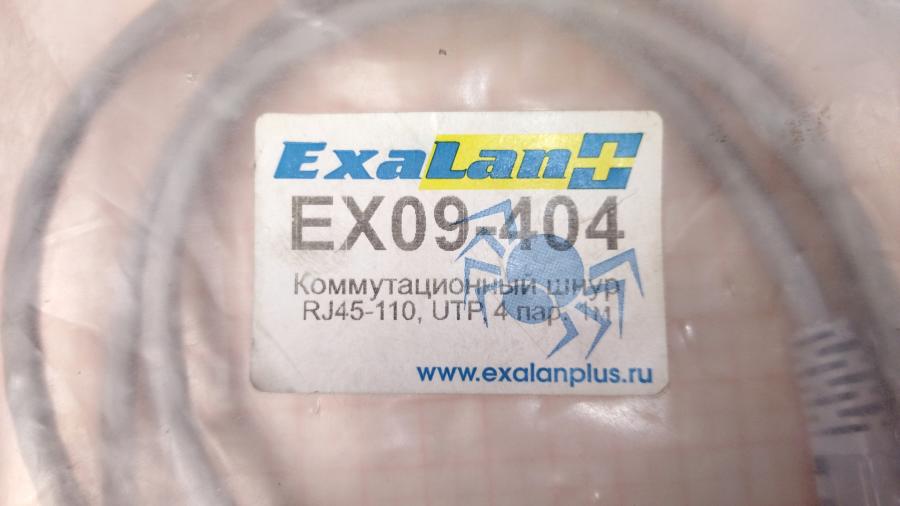 ExaLan+
EX09-404
Коммутационный шнур
RJ45-110, UTP, 4 пар. 1м
www.exalanplus.ru